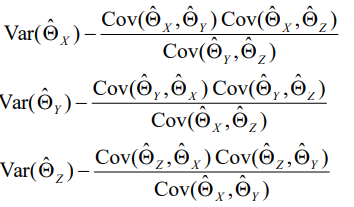 $\mathrm{Var}(\hat{\Theta}_X) - \frac{\mathrm{Cov}(\hat{\Theta}_X, \hat{\Theta}_Y)\,\mathrm{Cov}(\hat{\Theta}_X, \hat{\Theta}_Z)}{\mathrm{Cov}(\hat{\Theta}_Y, \hat{\Theta}_Z)}$
$\mathrm{Var}(\hat{\Theta}_Y) - \frac{\mathrm{Cov}(\hat{\Theta}_Y, \hat{\Theta}_X)\,\mathrm{Cov}(\hat{\Theta}_Y, \hat{\Theta}_Z)}{\mathrm{Cov}(\hat{\Theta}_X, \hat{\Theta}_Z)}$
$\mathrm{Var}(\hat{\Theta}_Z) - \frac{\mathrm{Cov}(\hat{\Theta}_Z, \hat{\Theta}_X)\,\mathrm{Cov}(\hat{\Theta}_Z, \hat{\Theta}_Y)}{\mathrm{Cov}(\hat{\Theta}_X, \hat{\Theta}_Y)}$